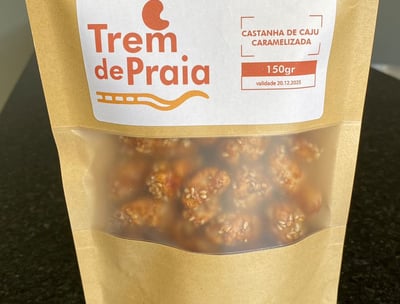 Trem
de Praia
CASTANHA DE CAJU
CARAMELIZADA
150gr
validade 20.12.2025